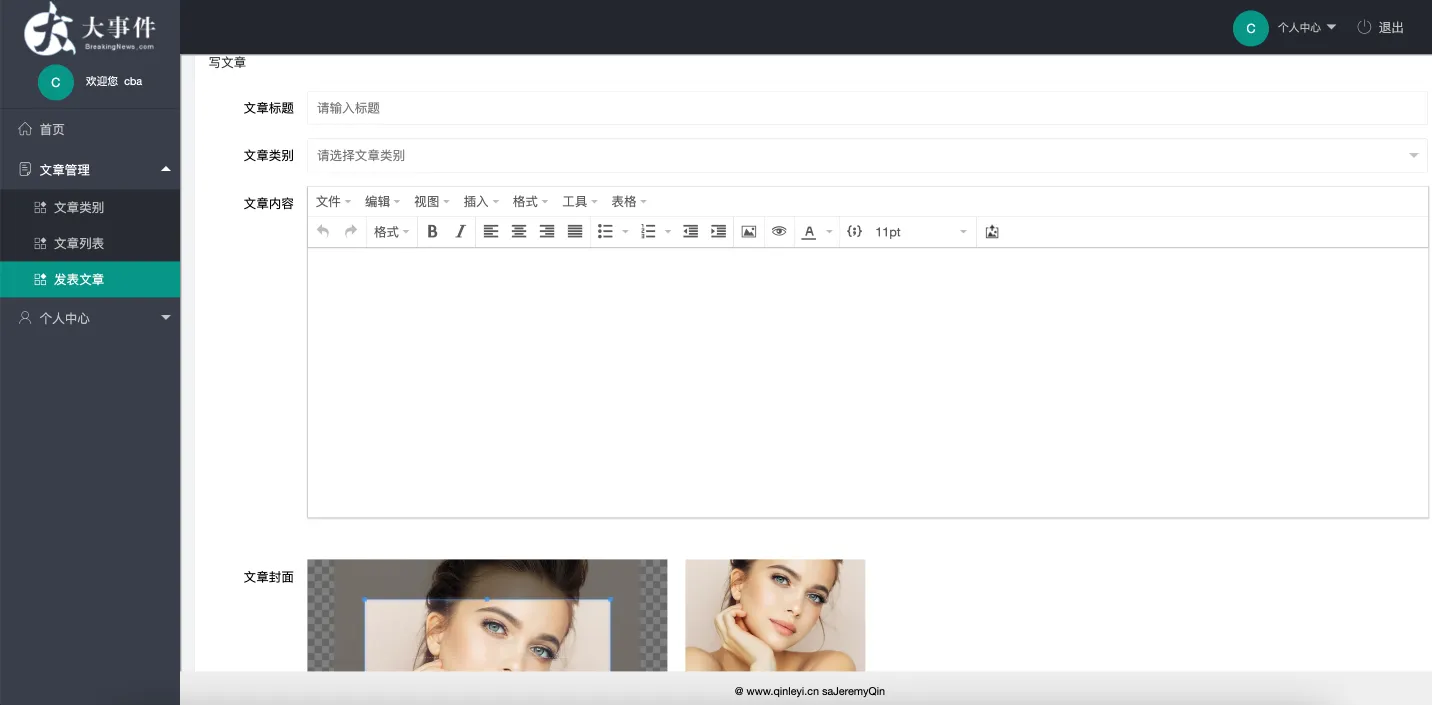 大事件
BreakingNews.com
C 个人中心 退出
C 欢迎您 cba
首页
文章管理
文章类别
文章列表
发表文章
个人中心
写文章
文章标题 请输入标题
文章类别 请选择文章类别
文章内容 文件 编辑 视图 插入 格式 工具 表格
格式 B I A 11pt
文章封面
@ www.qinleyi.cn saJeremyQin